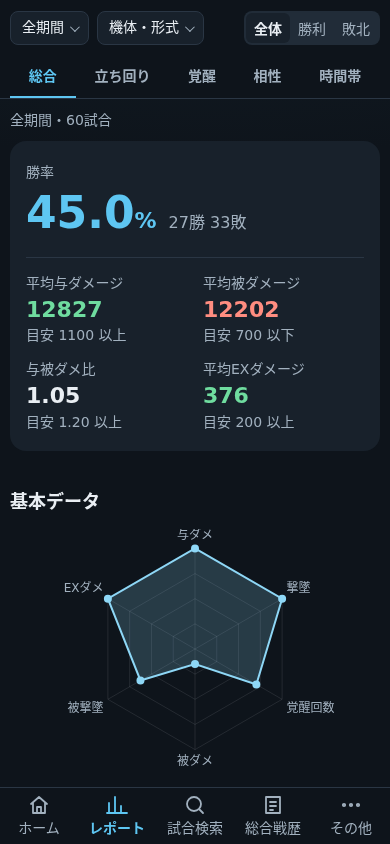 全期間 機体・形式 全体 勝利 敗北
総合 立ち回り 覚醒 相性 時間帯
全期間・60試合
勝率
45.0% 27勝 33敗
平均与ダメージ 平均被ダメージ
12827 12202
目安 1100 以上 目安 700 以下
与被ダメ比 平均EXダメージ
1.05 376
目安 1.20 以上 目安 200 以上
基本データ
与ダメ
EXダメ 撃墜
被撃墜 覚醒回数
被ダメ
ホーム レポート 試合検索 総合戦歴 その他